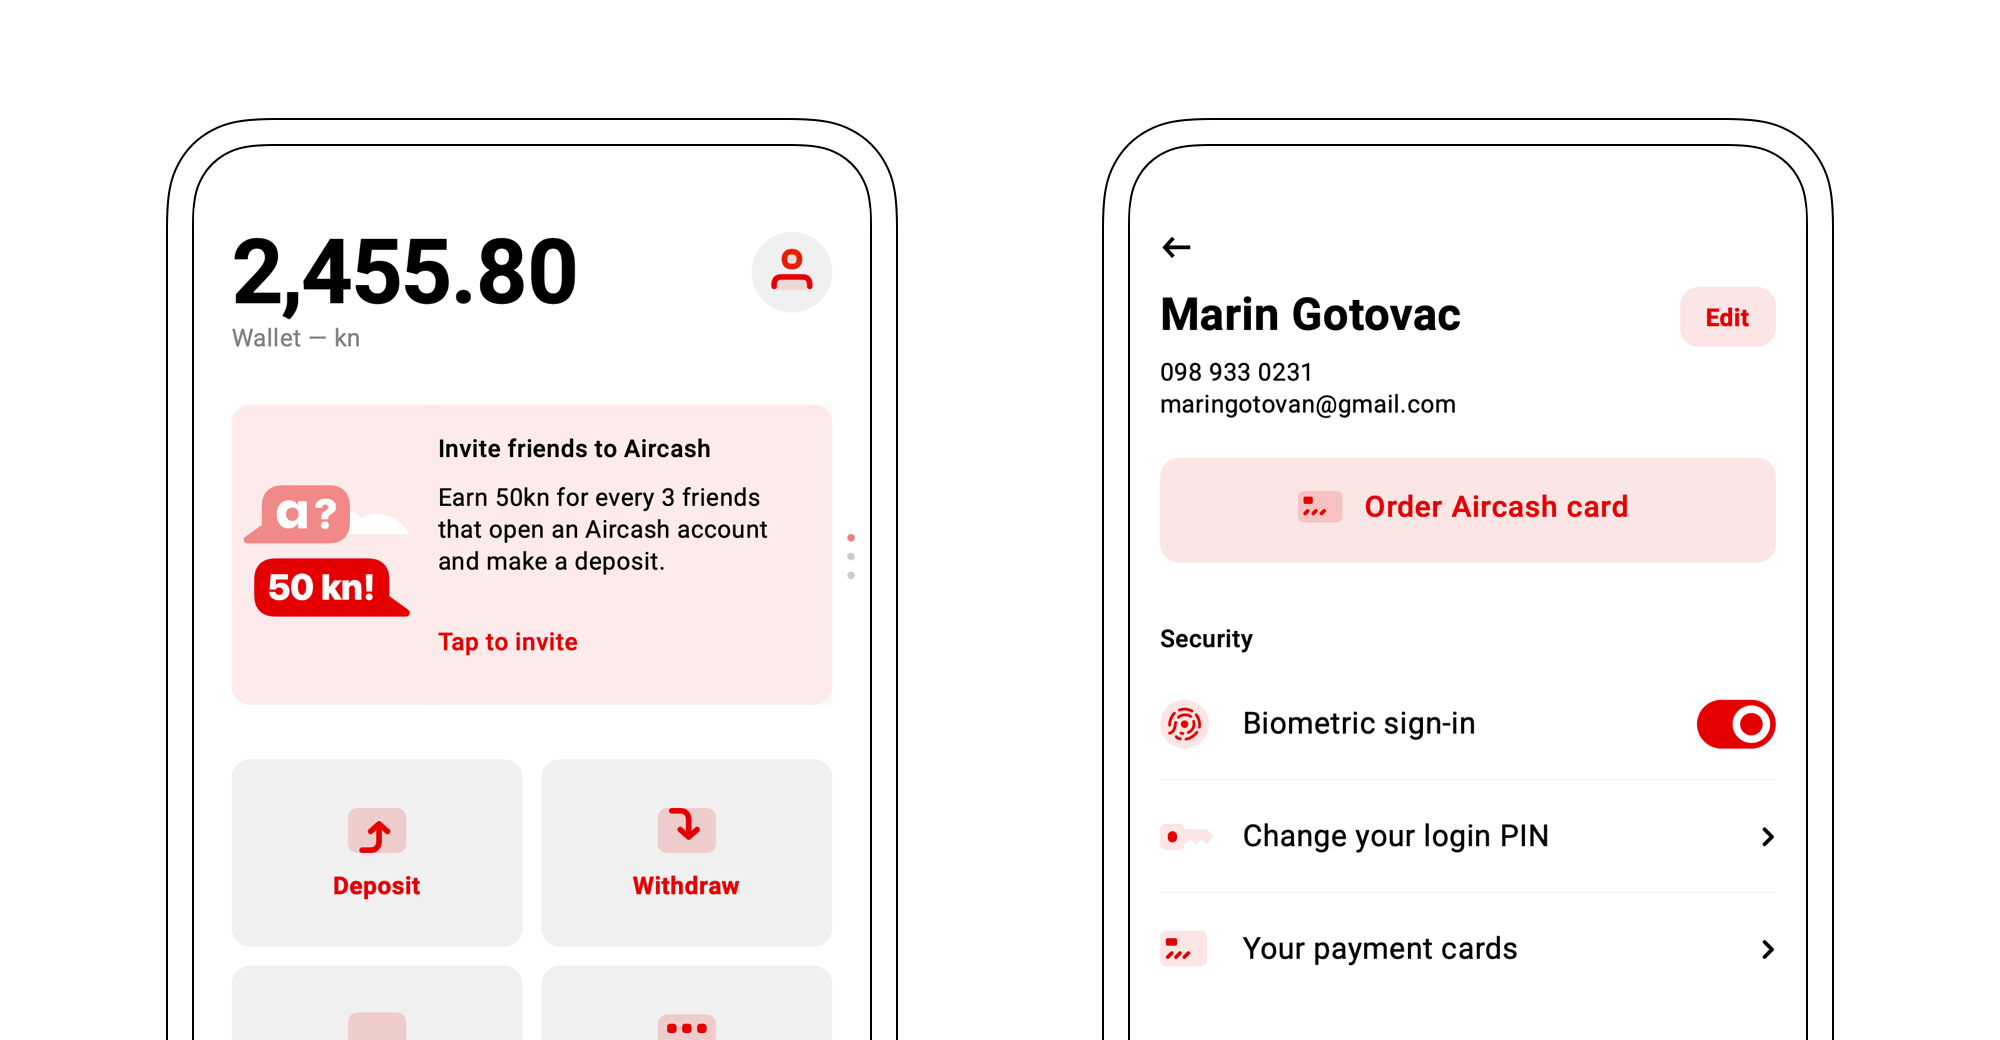 2,455.80
Wallet — kn
a?
50 kn!
Invite friends to Aircash
Earn 50kn for every 3 friends
that open an Aircash account
and make a deposit.
Tap to invite
Deposit
Withdraw
Marin Gotovac
Edit
098 933 0231
maringotovan@gmail.com
Order Aircash card
Security
Biometric sign-in
Change your login PIN
Your payment cards